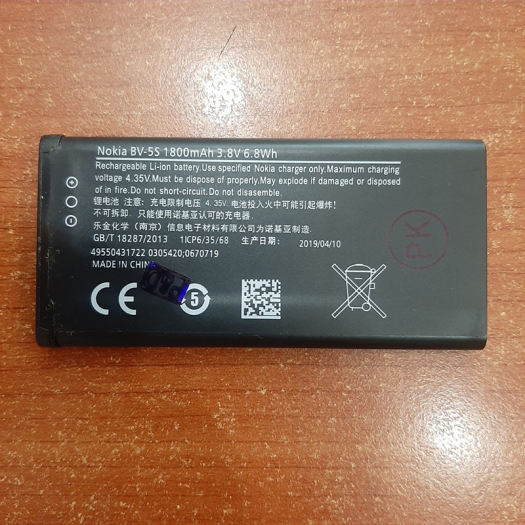 Nokia BV-5S 1800mAh 3.8V 6.8Wh
Rechargeable Li-ion battery.Use specified Nokia charger only.Maximum charging
voltage 4.35V.Must be dispose of properly.May explode if damaged or disposed
of in fire.Do not short-circuit.Do not disasemble.
锂电池 注意: 充电限制电压 4.35V. 电池投入火中可能引起爆炸!
不可拆卸. 只能使用诺基亚认可的充电器.
乐金化学(南京)信息电子材料有限公司为诺基亚制造.
GB/T 18287/2013 1ICP6/35/68 生产日期: 2019/04/10
49550431722 0305420;0670719
MADE IN CHINA
CE
5
PK